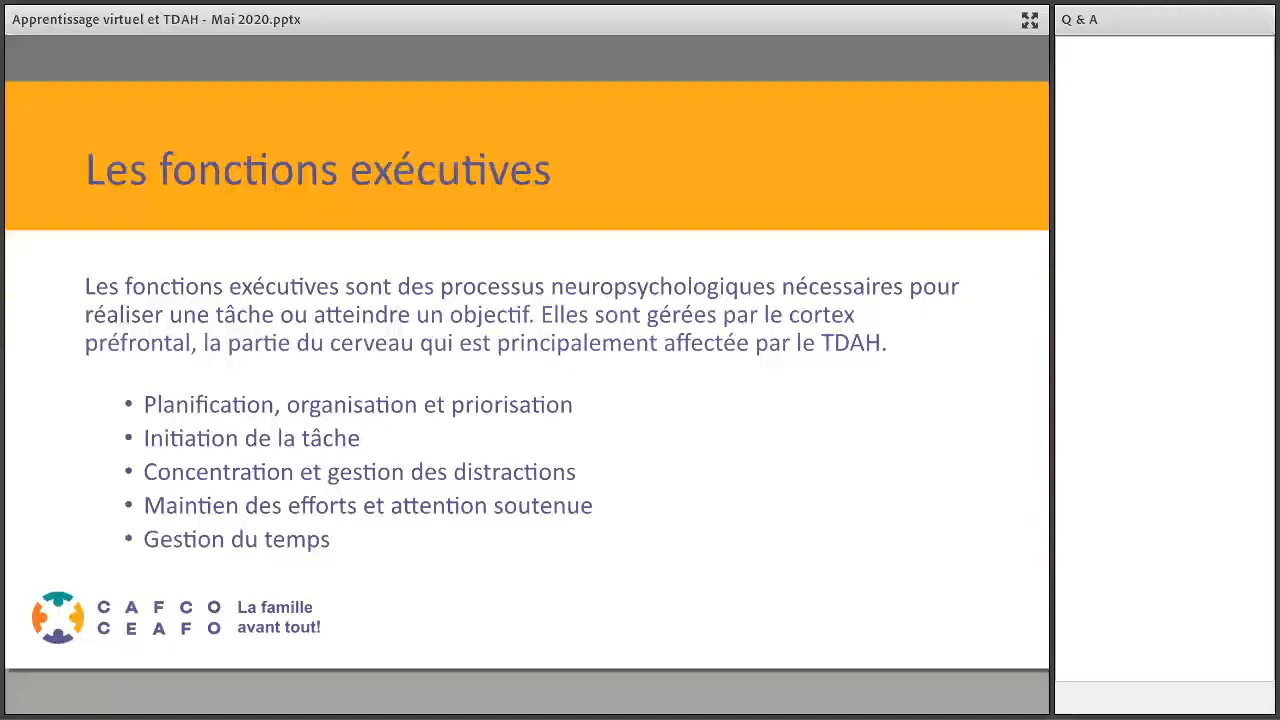 Apprentissage virtuel et TDAH - Mai 2020.pptx
Q & A
Les fonctions exécutives
Les fonctions exécutives sont des processus neuropsychologiques nécessaires pour
réaliser une tâche ou atteindre un objectif. Elles sont gérées par le cortex
préfrontal, la partie du cerveau qui est principalement affectée par le TDAH.
• Planification, organisation et priorisation
• Initiation de la tâche
• Concentration et gestion des distractions
• Maintien des efforts et attention soutenue
• Gestion du temps
CAFCO La famille
CEAFO avant tout!